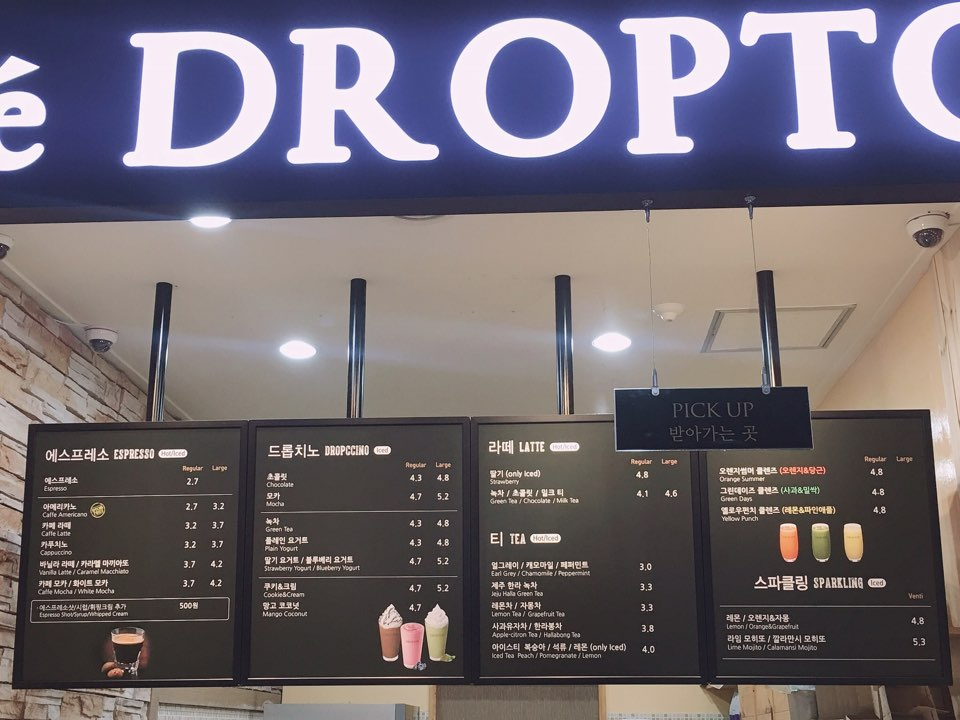 é DROPTO
PICK UP
받아가는 곳
에스프레소 ESPRESSO Hot/Iced
Regular Large
에스프레소 2,7
Espresso
아메리카노 2,7 3,2
Caffe Americano
카페 라떼 3,2 3,7
Caffe Latte
카푸치노 3,2 3,7
Cappuccino
바닐라 라떼 / 카라멜 마끼아또 3,7 4,2
Vanilla Latte / Caramel Macchiato
카페 모카 / 화이트 모카 3,7 4,2
Caffe Mocha / White Mocha
·에스프레소샷/시럽/휘핑크림 추가 500원
Espresso Shot/Syrup/Whipped Cream
드롭치노 DROPCCINO Iced
Regular Large
초콜릿 4,3 4,8
Chocolate
모카 4,7 5,2
Mocha
녹차 4,3 4,8
Green Tea
플레인 요거트 4,3 4,8
Plain Yogurt
딸기 요거트 / 블루베리 요거트 4,7 5,2
Strawberry Yogurt / Blueberry Yogurt
쿠키&크림 4,7 5,2
Cookie&Cream
망고 코코넛 4,7
Mango Coconut
라떼 LATTE Hot/Iced
Regular Large
딸기 (only Iced) 4,8
Strawberry
녹차 / 초콜릿 / 밀크 티 4,1 4,6
Green Tea / Chocolate / Milk Tea
티 TEA Hot/Iced
얼그레이 / 캐모마일 / 페퍼민트 3,0
Earl Grey / Chamomile / Peppermint
제주 한라 녹차 3,3
Jeju Halla Green Tea
레몬차 / 자몽차 3,3
Lemon Tea / Grapefruit Tea
사과유자차 / 한라봉차 3,8
Apple-citron Tea / Hallabong Tea
아이스티 복숭아 / 석류 / 레몬 (only Iced) 4,0
Iced Tea Peach / Pomegranate / Lemon
Regular Large
오렌지썸머 클렌즈 (오렌지&당근) 4,8
Orange Summer
그린데이즈 클렌즈 (사과&밀싹) 4,8
Green Days
옐로우펀치 클렌즈 (레몬&파인애플) 4,8
Yellow Punch
스파클링 SPARKLING Iced
Venti
레몬 / 오렌지&자몽 4,8
Lemon / Orange&Grapefruit
라임 모히또 / 깔라만시 모히또 5,3
Lime Mojito / Calamansi Mojito